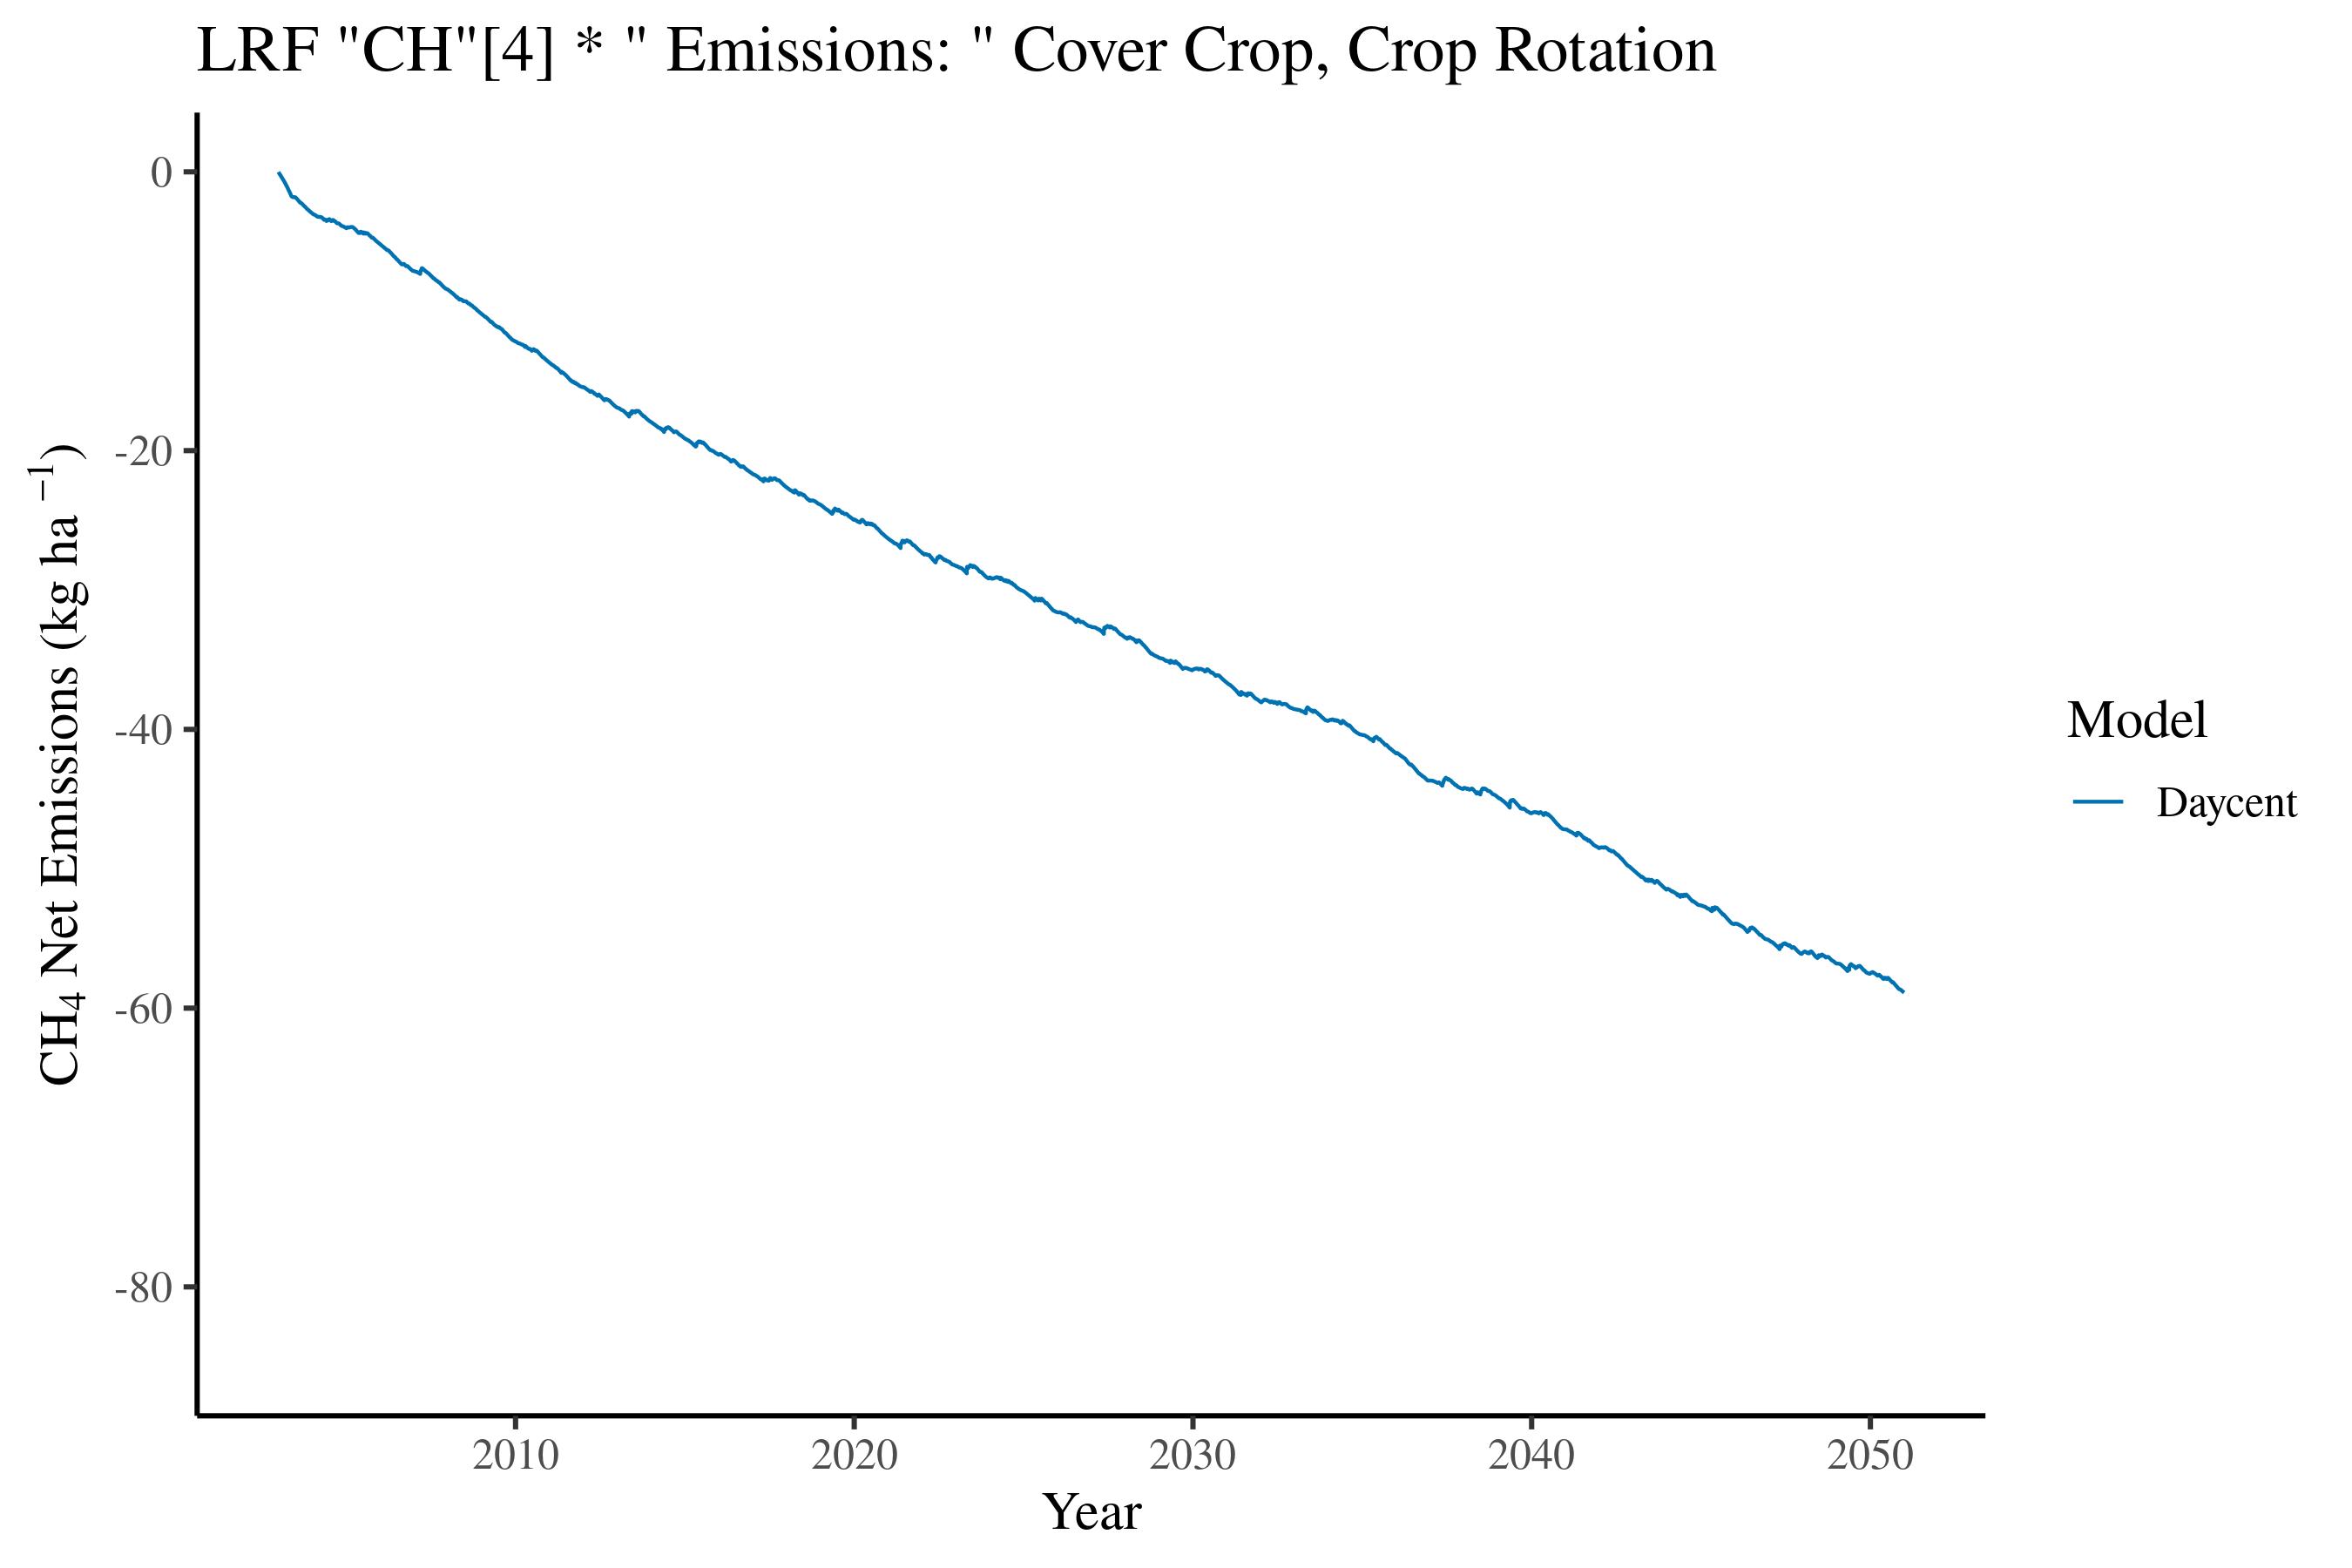 LRF "CH"[4] * " Emissions: " Cover Crop, Crop Rotation
CH₄ Net Emissions (kg ha ⁻¹)
0
-20
-40
-60
-80
2010 2020 2030 2040 2050
Year
Model
Daycent